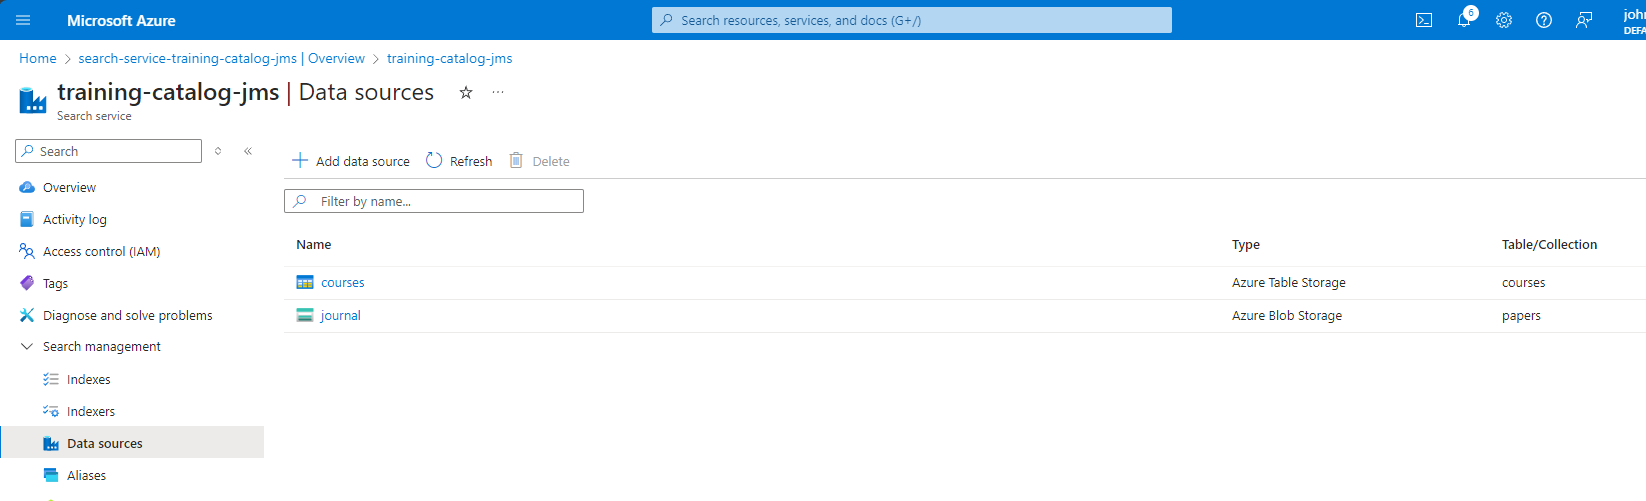 Microsoft Azure
Search resources, services, and docs (G+/)
6
Home > search-service-training-catalog-jms | Overview > training-catalog-jms
training-catalog-jms | Data sources
Search service
Search
Add data source
Refresh
Delete
Filter by name...
Name Type Table/Collection
courses Azure Table Storage courses
journal Azure Blob Storage papers
Overview
Activity log
Access control (IAM)
Tags
Diagnose and solve problems
Search management
Indexes
Indexers
Data sources
Aliases